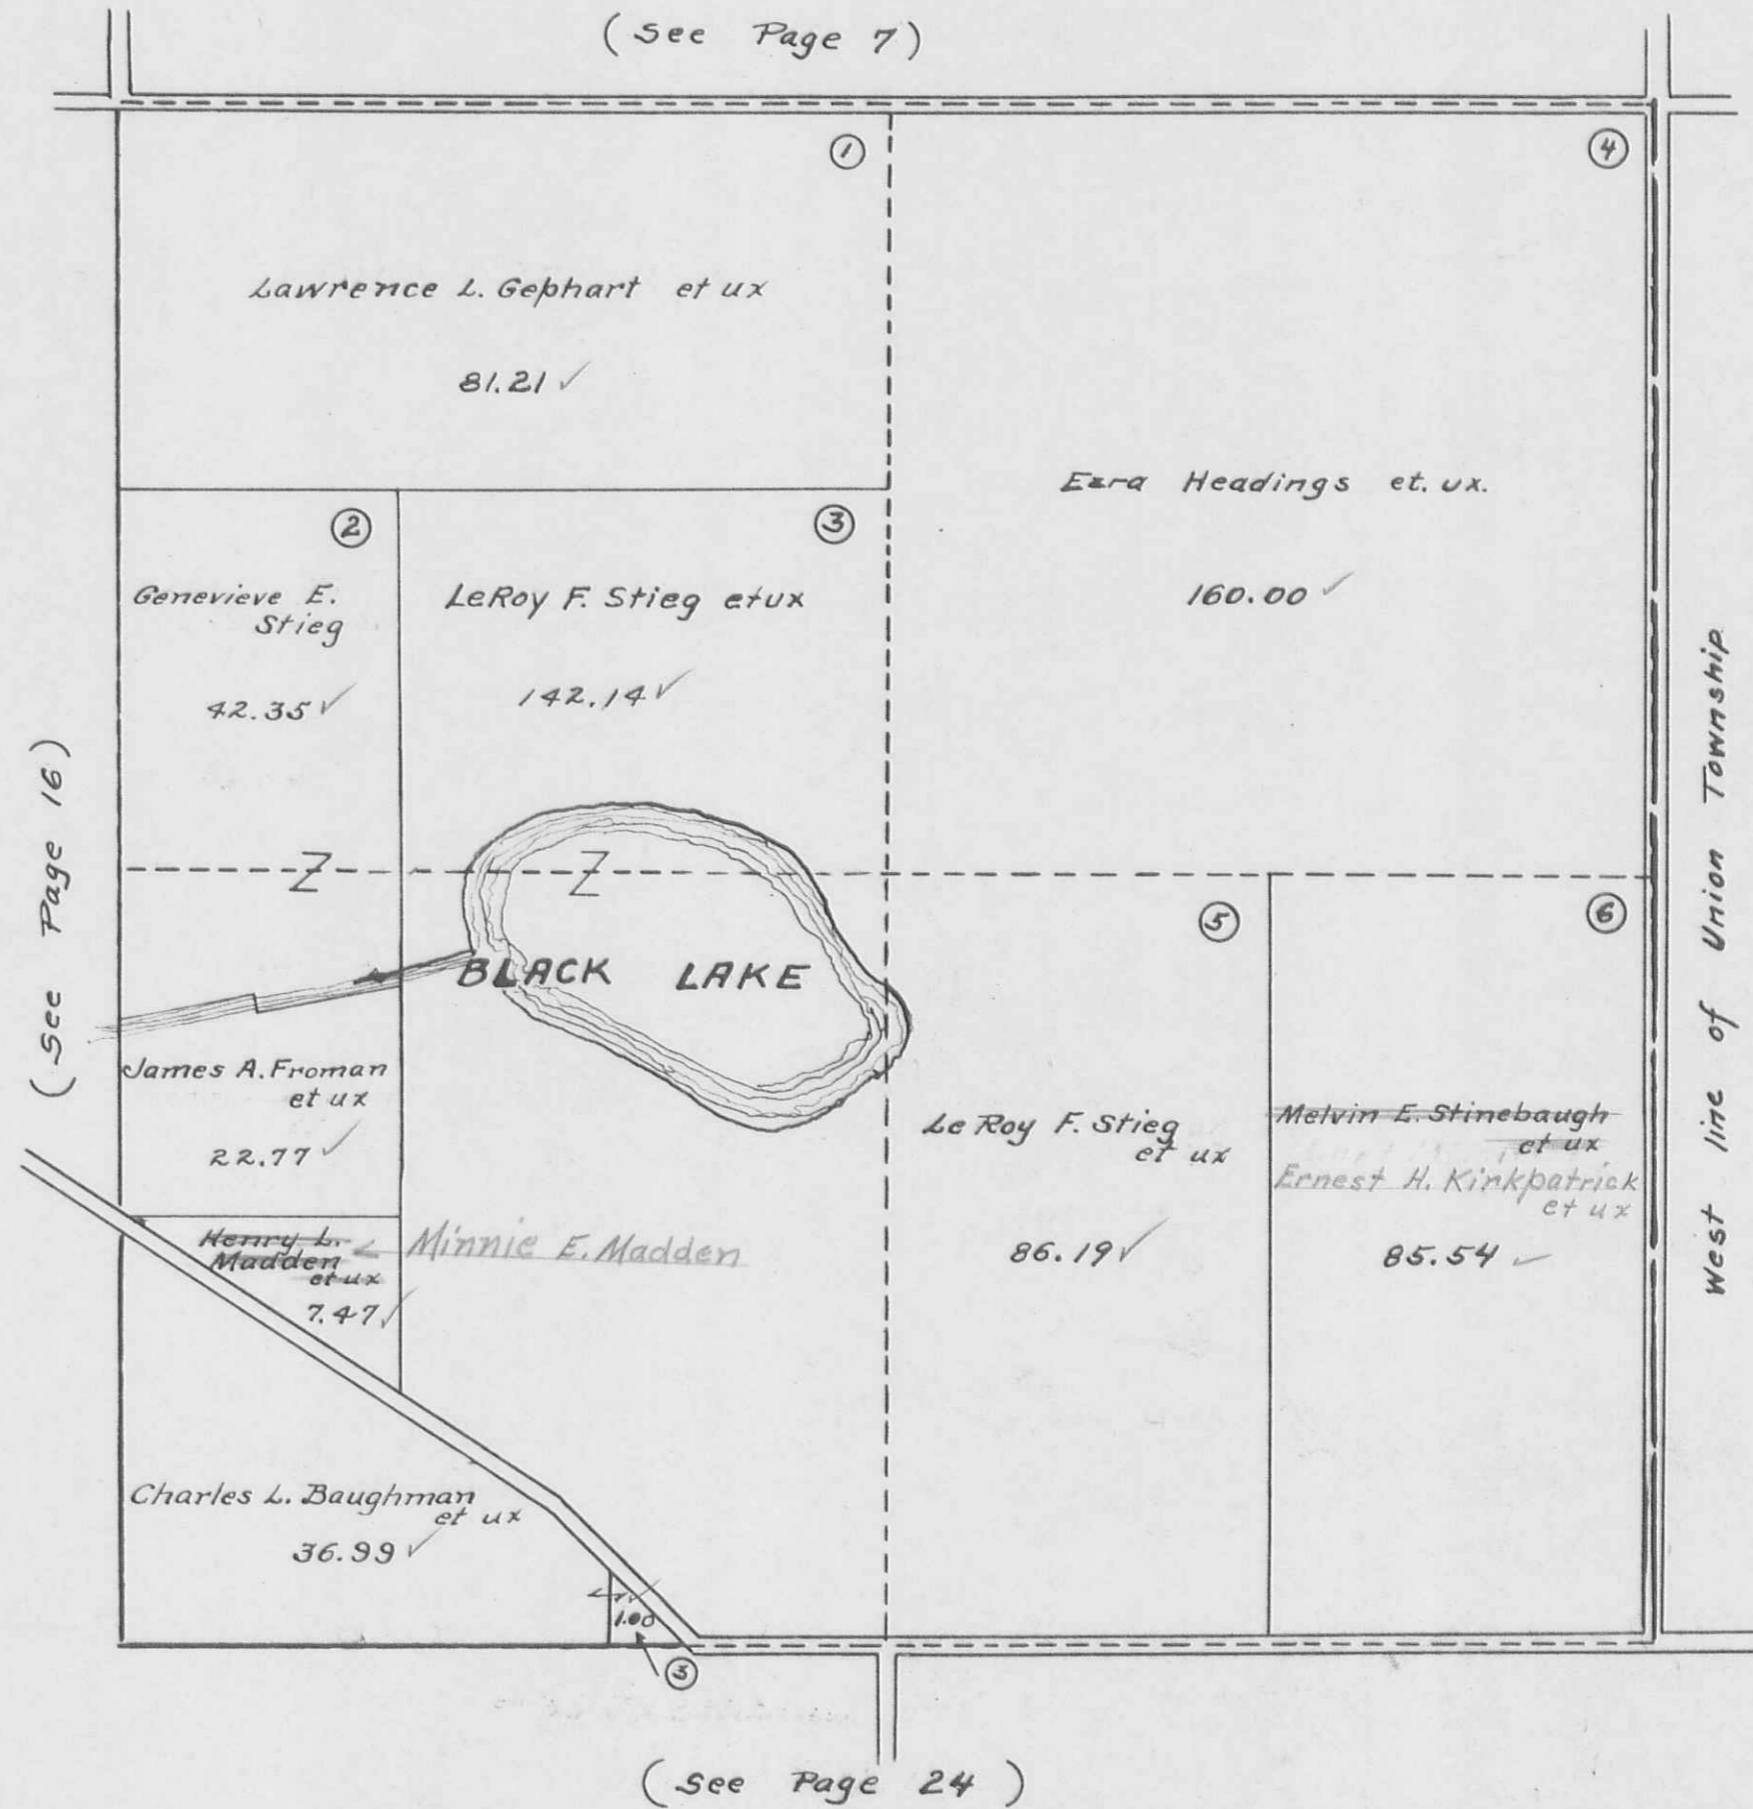 (See Page 7)
①
④
Lawrence L. Gephart et ux
81.21 ✓
Ezra Headings et. ux.
160.00 ✓
②
③
Genevieve E.
Stieg
42.35 ✓
LeRoy F. Stieg et ux
142.14 ✓
(See Page 16)
West line of Union Township
Z
Z
BLACK LAKE
⑤
⑥
James A. Froman
et ux
22.77 ✓
Le Roy F. Stieg
et ux
86.19 ✓
Melvin E. Stinebaugh
et ux
Ernest H. Kirkpatrick
et ux
85.54 ✓
Henry L.
Madden
et ux
7.47 ✓
Minnie E. Madden
Charles L. Baughman
et ux
36.99 ✓
1.00
③
(See Page 24)